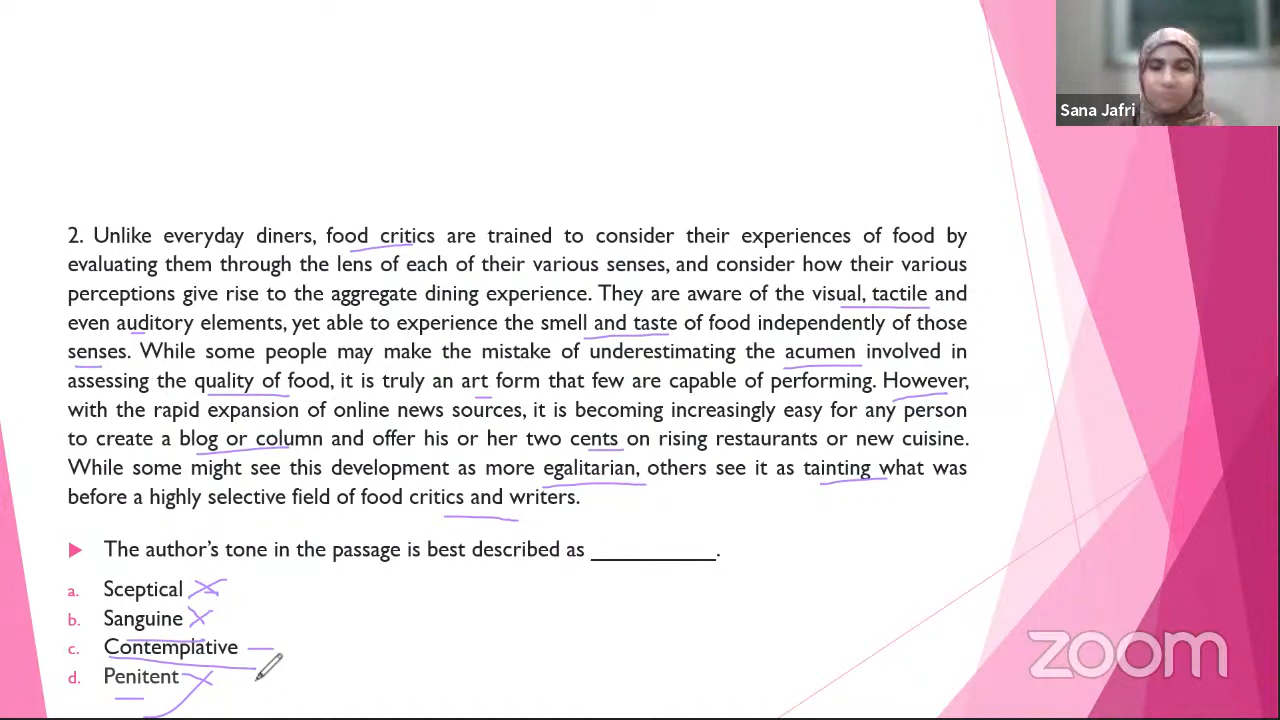 Sana Jafri
2. Unlike everyday diners, food critics are trained to consider their experiences of food by
evaluating them through the lens of each of their various senses, and consider how their various
perceptions give rise to the aggregate dining experience. They are aware of the visual, tactile and
even auditory elements, yet able to experience the smell and taste of food independently of those
senses. While some people may make the mistake of underestimating the acumen involved in
assessing the quality of food, it is truly an art form that few are capable of performing. However,
with the rapid expansion of online news sources, it is becoming increasingly easy for any person
to create a blog or column and offer his or her two cents on rising restaurants or new cuisine.
While some might see this development as more egalitarian, others see it as tainting what was
before a highly selective field of food critics and writers.
The author's tone in the passage is best described as ___________.
a. Sceptical
b. Sanguine
c. Contemplative
d. Penitent
zoom